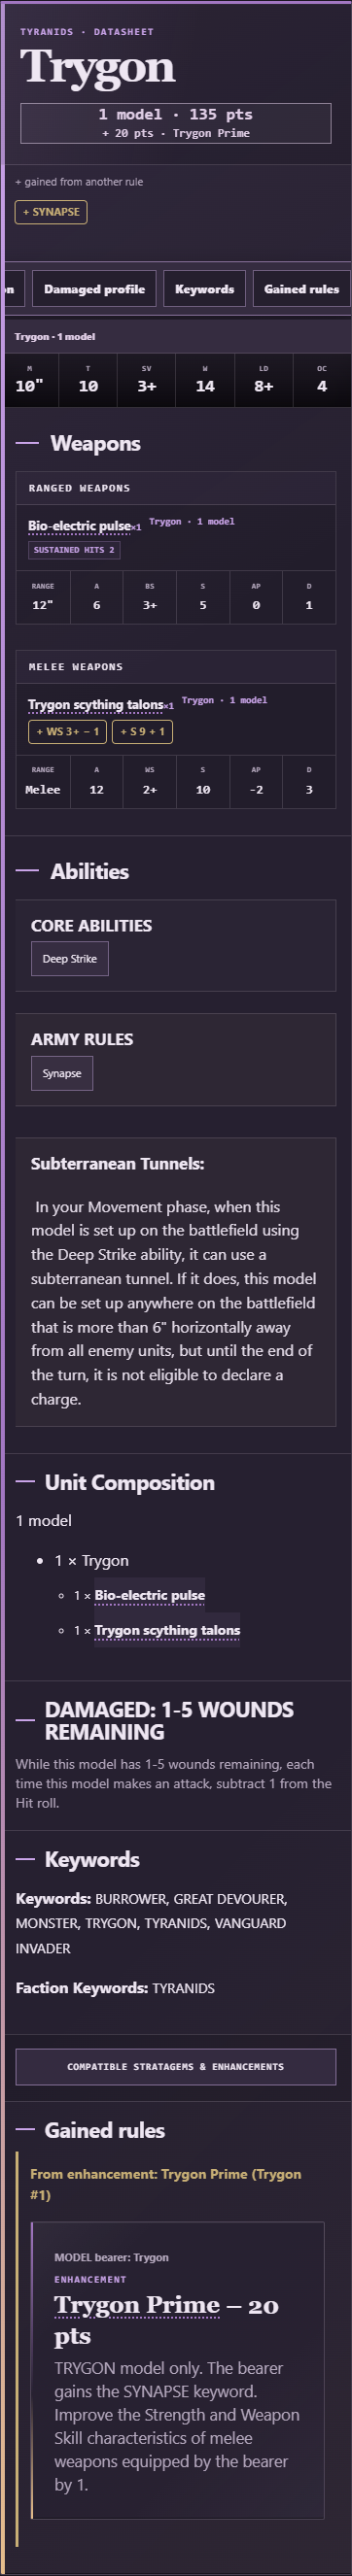 TYRANIDS · DATASHEET
Trygon
1 model · 135 pts
+ 20 pts · Trygon Prime
+ gained from another rule
+ SYNAPSE
on
Damaged profile
Keywords
Gained rules
Trygon · 1 model
M T SV W LD OC
10" 10 3+ 14 8+ 4
Weapons
RANGED WEAPONS
Bio-electric pulse×1 Trygon · 1 model
SUSTAINED HITS 2
RANGE A BS S AP D
12" 6 3+ 5 0 1
MELEE WEAPONS
Trygon scything talons×1 Trygon · 1 model
+ WS 3+ − 1 + S 9 + 1
RANGE A WS S AP D
Melee 12 2+ 10 -2 3
Abilities
CORE ABILITIES
Deep Strike
ARMY RULES
Synapse
Subterranean Tunnels:
In your Movement phase, when this
model is set up on the battlefield using
the Deep Strike ability, it can use a
subterranean tunnel. If it does, this model
can be set up anywhere on the battlefield
that is more than 6" horizontally away
from all enemy units, but until the end of
the turn, it is not eligible to declare a
charge.
Unit Composition
1 model
• 1 × Trygon
◦ 1 × Bio-electric pulse
◦ 1 × Trygon scything talons
DAMAGED: 1-5 WOUNDS
REMAINING
While this model has 1-5 wounds remaining, each
time this model makes an attack, subtract 1 from the
Hit roll.
Keywords
Keywords: BURROWER, GREAT DEVOURER,
MONSTER, TRYGON, TYRANIDS, VANGUARD
INVADER
Faction Keywords: TYRANIDS
COMPATIBLE STRATAGEMS & ENHANCEMENTS
Gained rules
From enhancement: Trygon Prime (Trygon
#1)
MODEL bearer: Trygon
ENHANCEMENT
Trygon Prime – 20
pts
TRYGON model only. The bearer
gains the SYNAPSE keyword.
Improve the Strength and Weapon
Skill characteristics of melee
weapons equipped by the bearer
by 1.